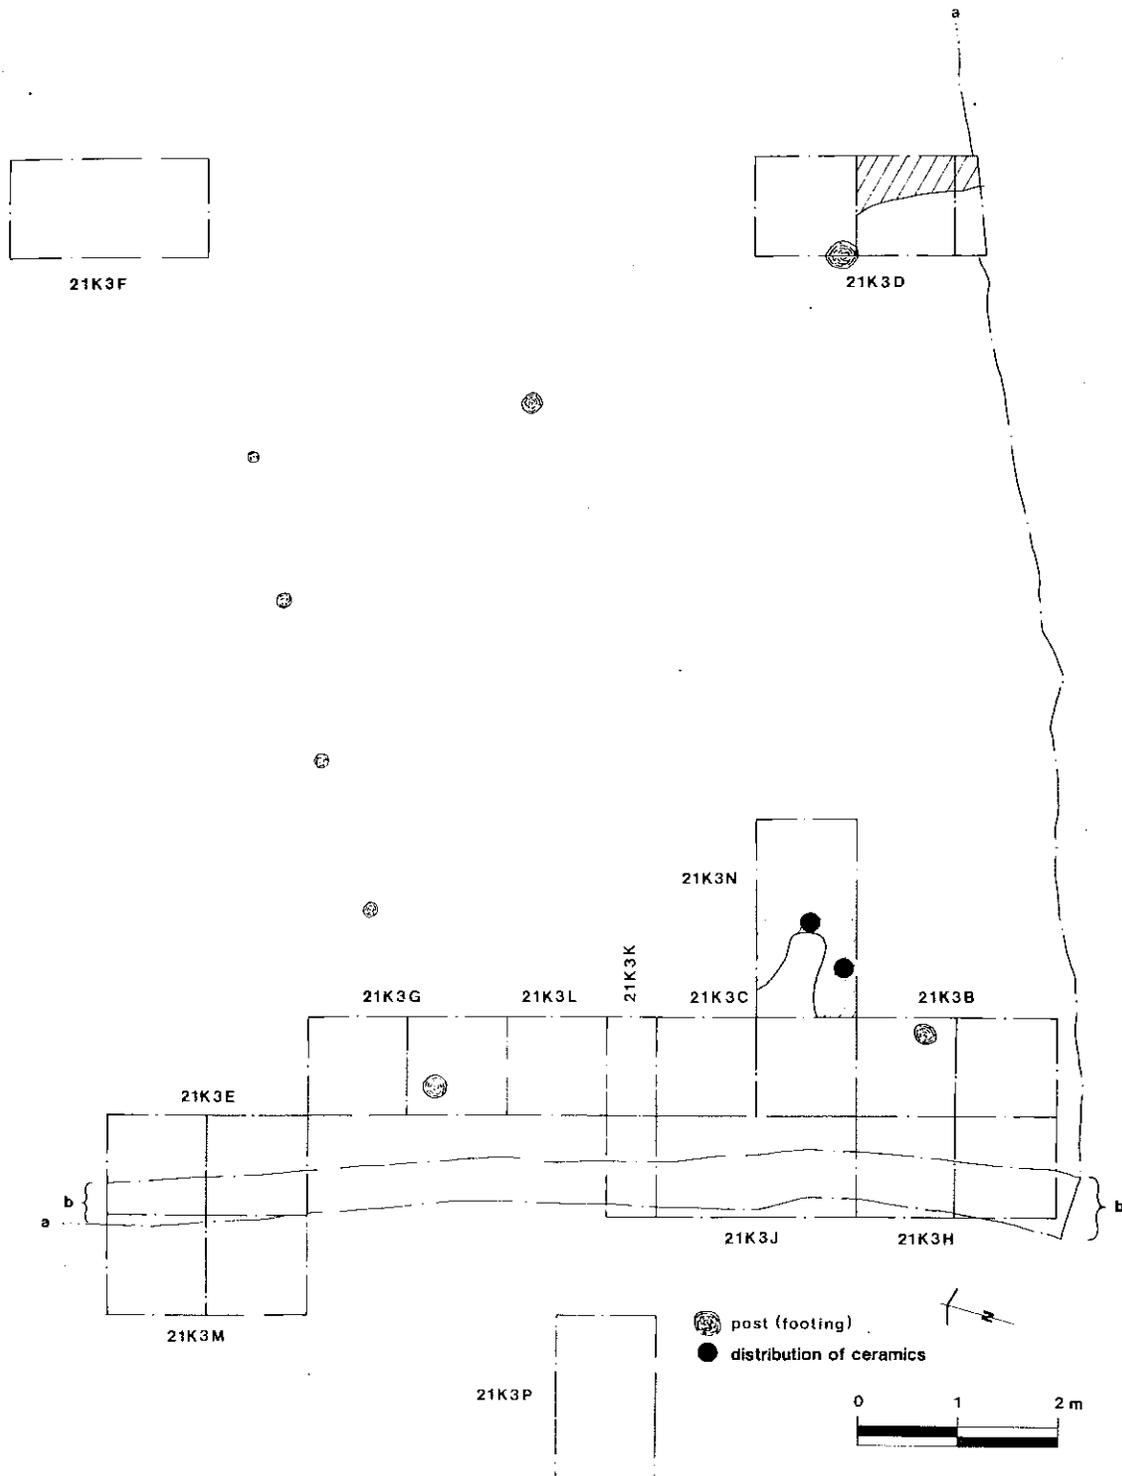 a
21K3F
21K3D
21K3N
21K3K
21K3G
21K3L
21K3C
21K3B
21K3E
b
b
a
21K3J
21K3H
N
post (footing)
21K3M
distribution of ceramics
21K3P
0 1 2 m